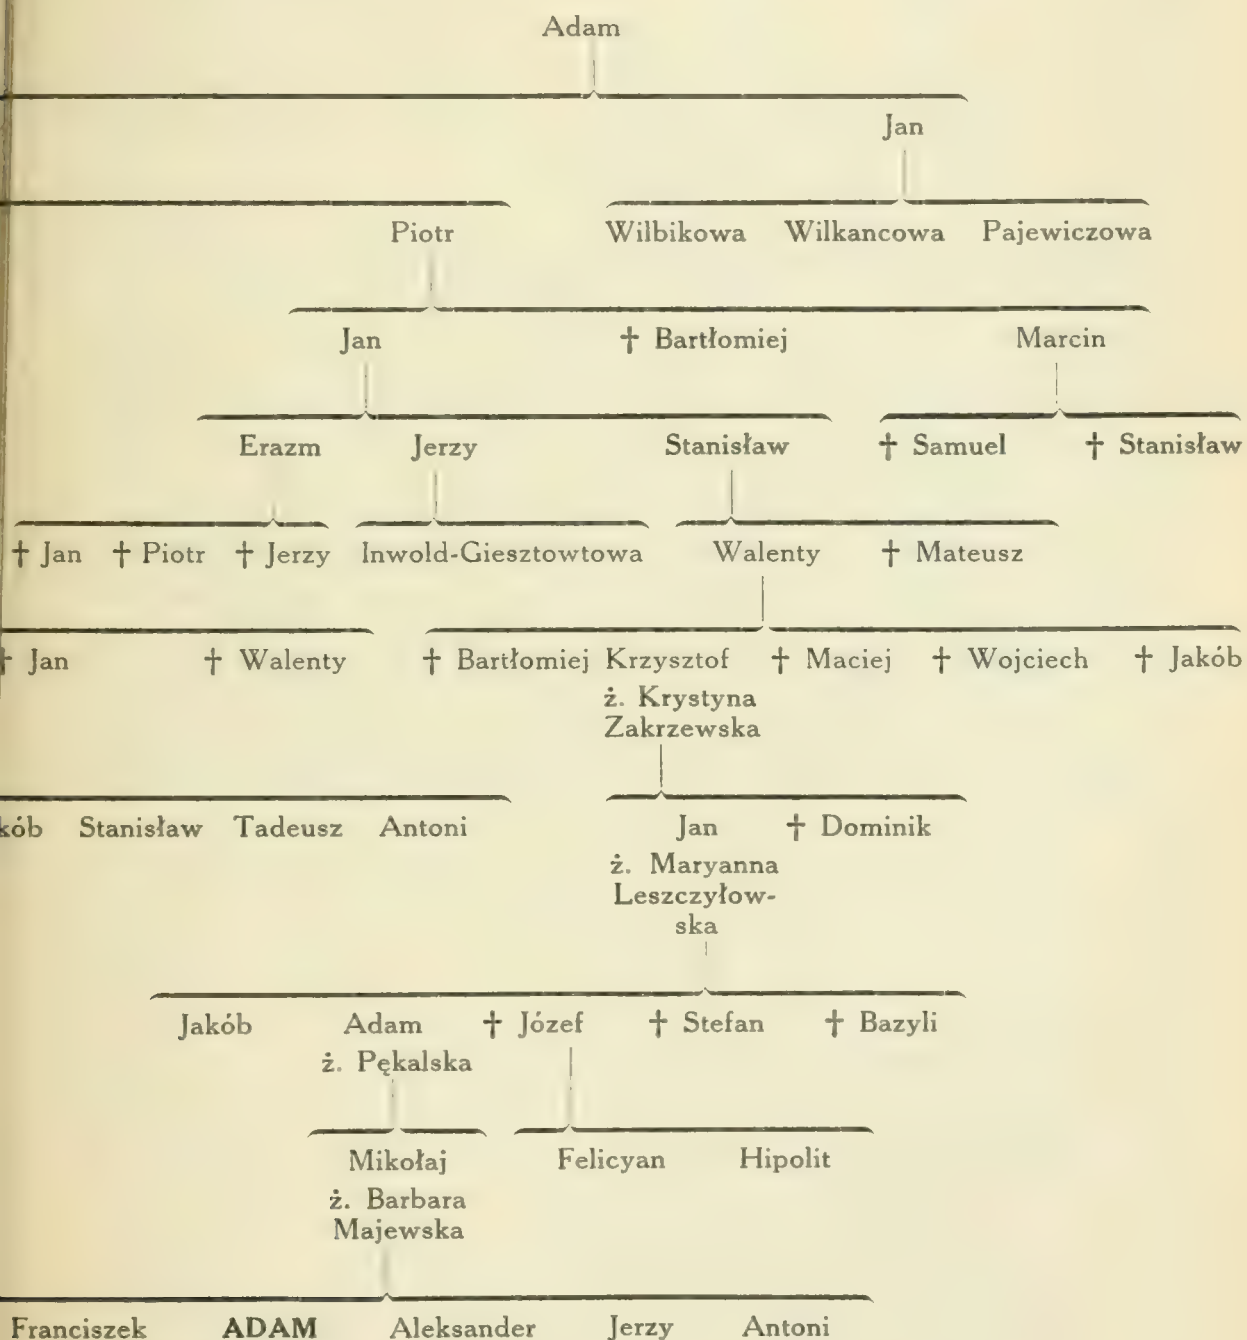 Adam
Jan
Piotr Wilbikowa Wilkancowa Pajewiczowa
Jan † Bartłomiej Marcin
Erazm Jerzy Stanisław † Samuel † Stanisław
† Jan † Piotr † Jerzy Inwold-Giesztowtowa Walenty † Mateusz
† Jan † Walenty † Bartłomiej Krzysztof † Maciej † Wojciech † Jakób
ż. Krystyna
Zakrzewska
kób Stanisław Tadeusz Antoni Jan † Dominik
ż. Maryanna
Leszczyłow-
ska
Jakób Adam † Józef † Stefan † Bazyli
ż. Pękalska
Mikołaj Felicyan Hipolit
ż. Barbara
Majewska
Franciszek ADAM Aleksander Jerzy Antoni